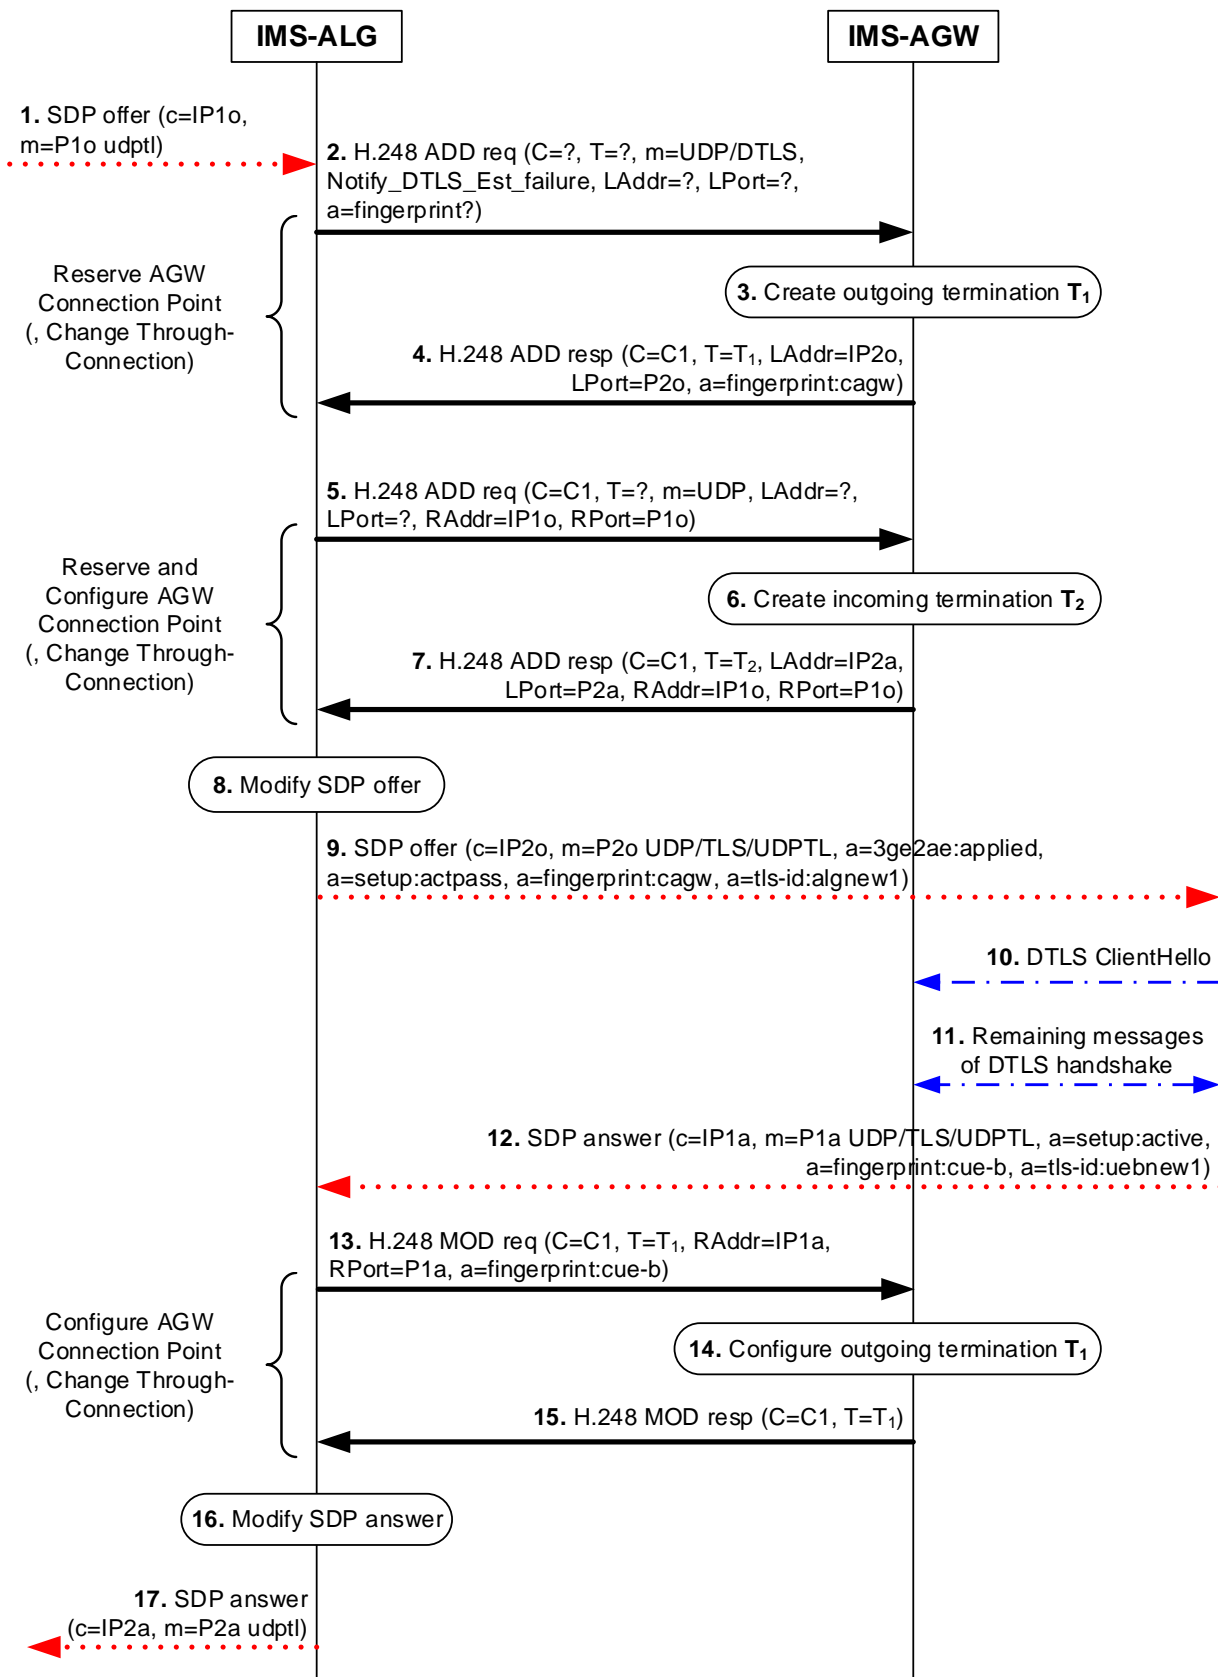 IMS-ALG
IMS-AGW
1. SDP offer (c=IP1o,
m=P1o udptl)
2. H.248 ADD req (C=?, T=?, m=UDP/DTLS,
Notify_DTLS_Est_failure, LAddr=?, LPort=?,
a=fingerprint?)
Reserve AGW
Connection Point
(, Change Through-
Connection)
3. Create outgoing termination T1
4. H.248 ADD resp (C=C1, T=T1, LAddr=IP2o,
LPort=P2o, a=fingerprint:cagw)
5. H.248 ADD req (C=C1, T=?, m=UDP, LAddr=?,
LPort=?, RAddr=IP1o, RPort=P1o)
Reserve and
Configure AGW
Connection Point
(, Change Through-
Connection)
6. Create incoming termination T2
7. H.248 ADD resp (C=C1, T=T2, LAddr=IP2a,
LPort=P2a, RAddr=IP1o, RPort=P1o)
8. Modify SDP offer
9. SDP offer (c=IP2o, m=P2o UDP/TLS/UDPTL, a=3ge2ae:applied,
a=setup:actpass, a=fingerprint:cagw, a=tls-id:algnew1)
10. DTLS ClientHello
11. Remaining messages
of DTLS handshake
12. SDP answer (c=IP1a, m=P1a UDP/TLS/UDPTL, a=setup:active,
a=fingerprint:cue-b, a=tls-id:uebnew1)
13. H.248 MOD req (C=C1, T=T1, RAddr=IP1a,
RPort=P1a, a=fingerprint:cue-b)
Configure AGW
Connection Point
(, Change Through-
Connection)
14. Configure outgoing termination T1
15. H.248 MOD resp (C=C1, T=T1)
16. Modify SDP answer
17. SDP answer
(c=IP2a, m=P2a udptl)